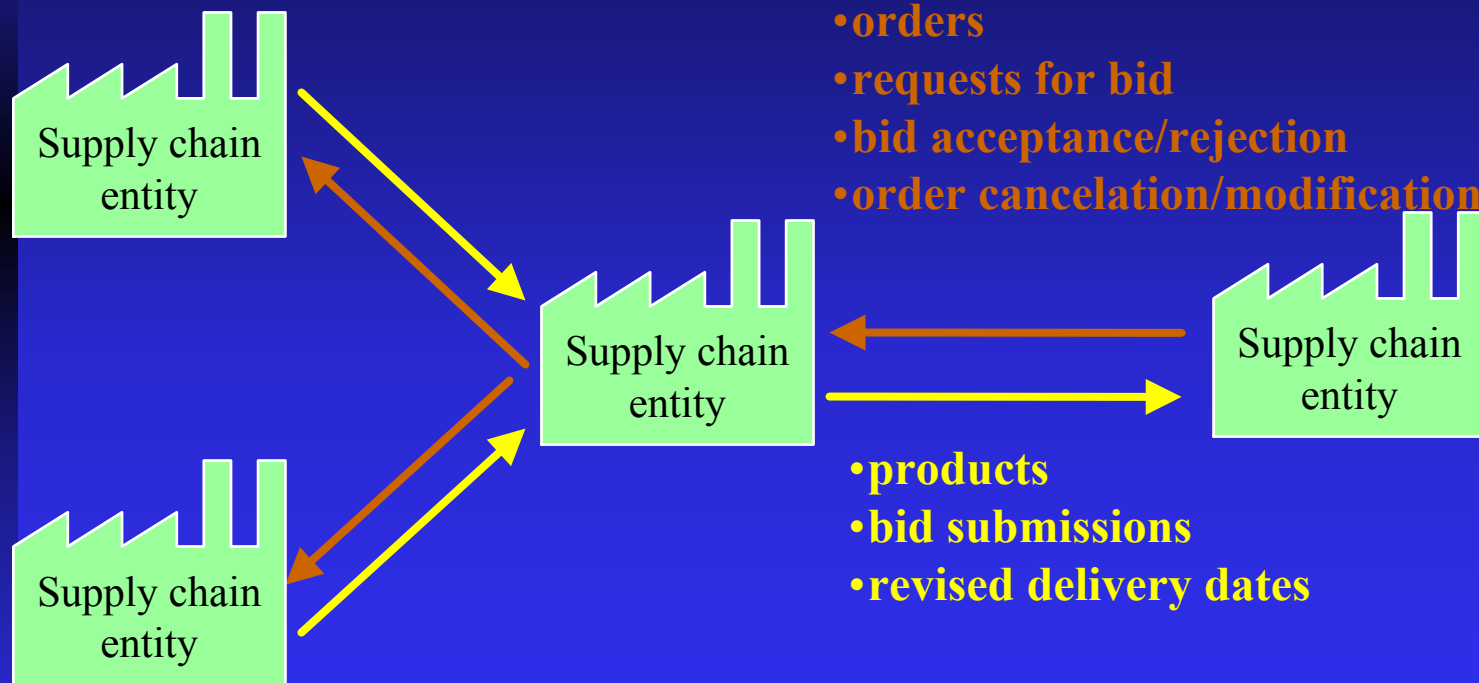 •orders
•requests for bid
•bid acceptance/rejection
•order cancelation/modification
Supply chain
entity
Supply chain
entity
Supply chain
entity
•products
•bid submissions
•revised delivery dates
Supply chain
entity